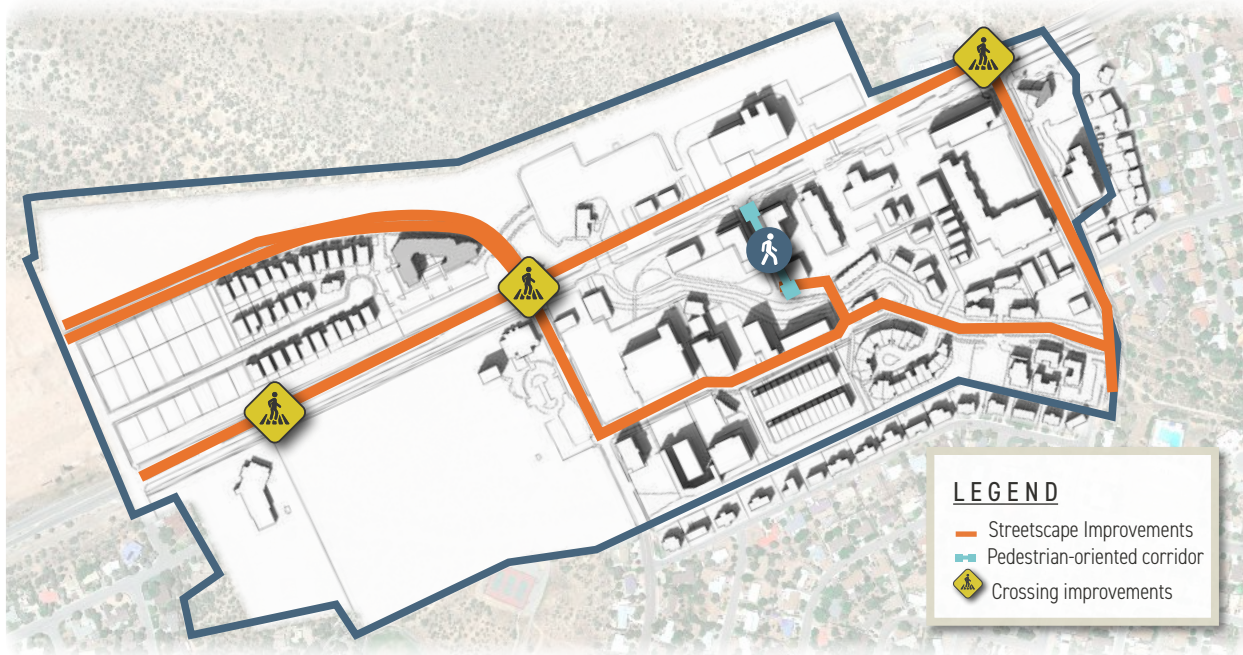 LEGEND
Streetscape Improvements
Pedestrian-oriented corridor
Crossing improvements